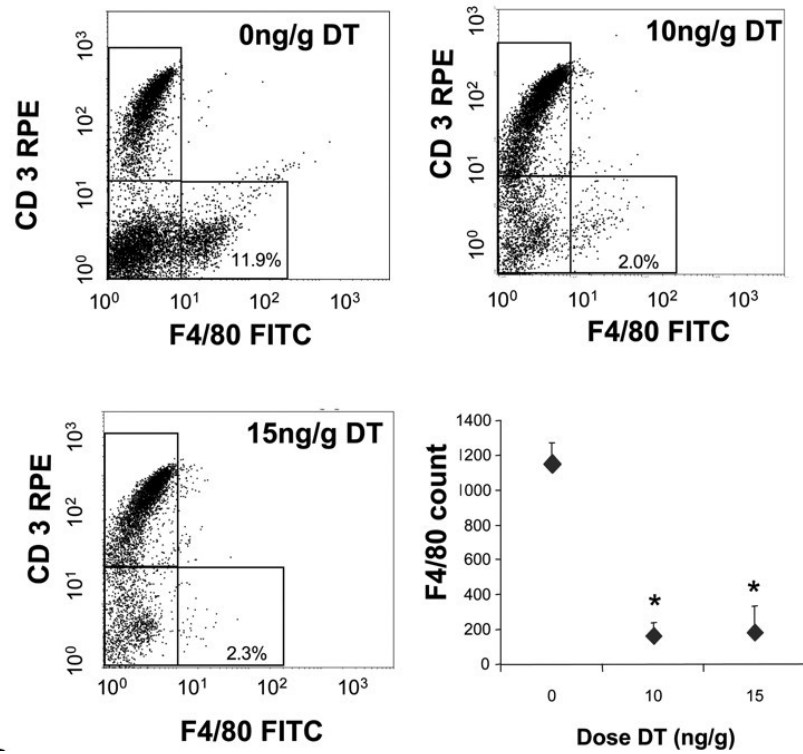 0ng/g DT
CD 3 RPE
10³
10²
10¹
10⁰
11.9%
10⁰ 10¹ 10² 10³
F4/80 FITC
10ng/g DT
CD 3 RPE
10³
10²
10¹
10⁰
2.0%
10⁰ 10¹ 10² 10³
F4/80 FITC
15ng/g DT
CD 3 RPE
10³
10²
10¹
10⁰
2.3%
10⁰ 10¹ 10² 10³
F4/80 FITC
F4/80 count
1400
1200
1000
800
600
400
200
0
*
*
0 10 15
Dose DT (ng/g)